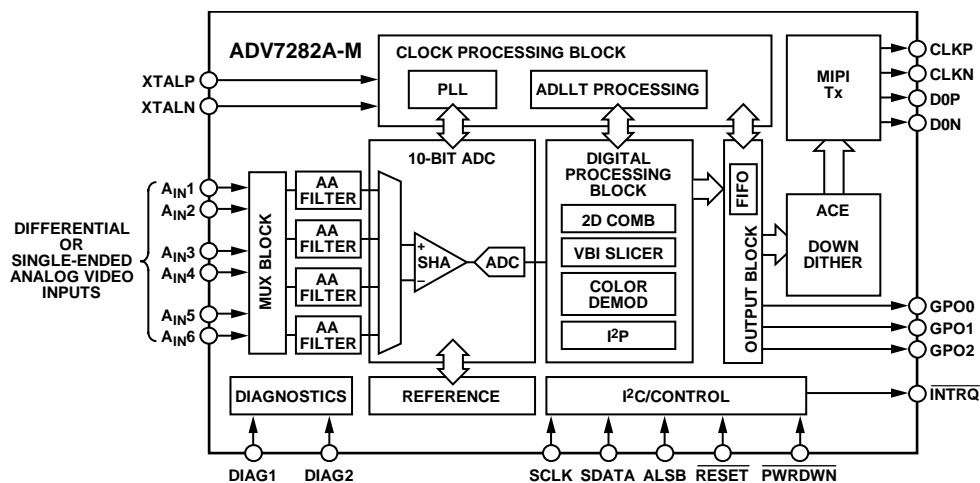 ADV7282A-M
CLOCK PROCESSING BLOCK
PLL
ADLLT PROCESSING
XTALP
XTALN
MIPI
Tx
CLKP
CLKN
D0P
D0N
10-BIT ADC
DIGITAL
PROCESSING
BLOCK
2D COMB
VBI SLICER
COLOR
DEMOD
I2P
FIFO
OUTPUT BLOCK
ACE
DOWN
DITHER
DIFFERENTIAL
OR
SINGLE-ENDED
ANALOG VIDEO
INPUTS
AIN1
AIN2
AIN3
AIN4
AIN5
AIN6
MUX BLOCK
AA
FILTER
AA
FILTER
AA
FILTER
AA
FILTER
+
SHA
–
ADC
GPO0
GPO1
GPO2
DIAGNOSTICS
REFERENCE
I2C/CONTROL
INTRQ
DIAG1
DIAG2
SCLK
SDATA
ALSB
RESET
PWRDWN